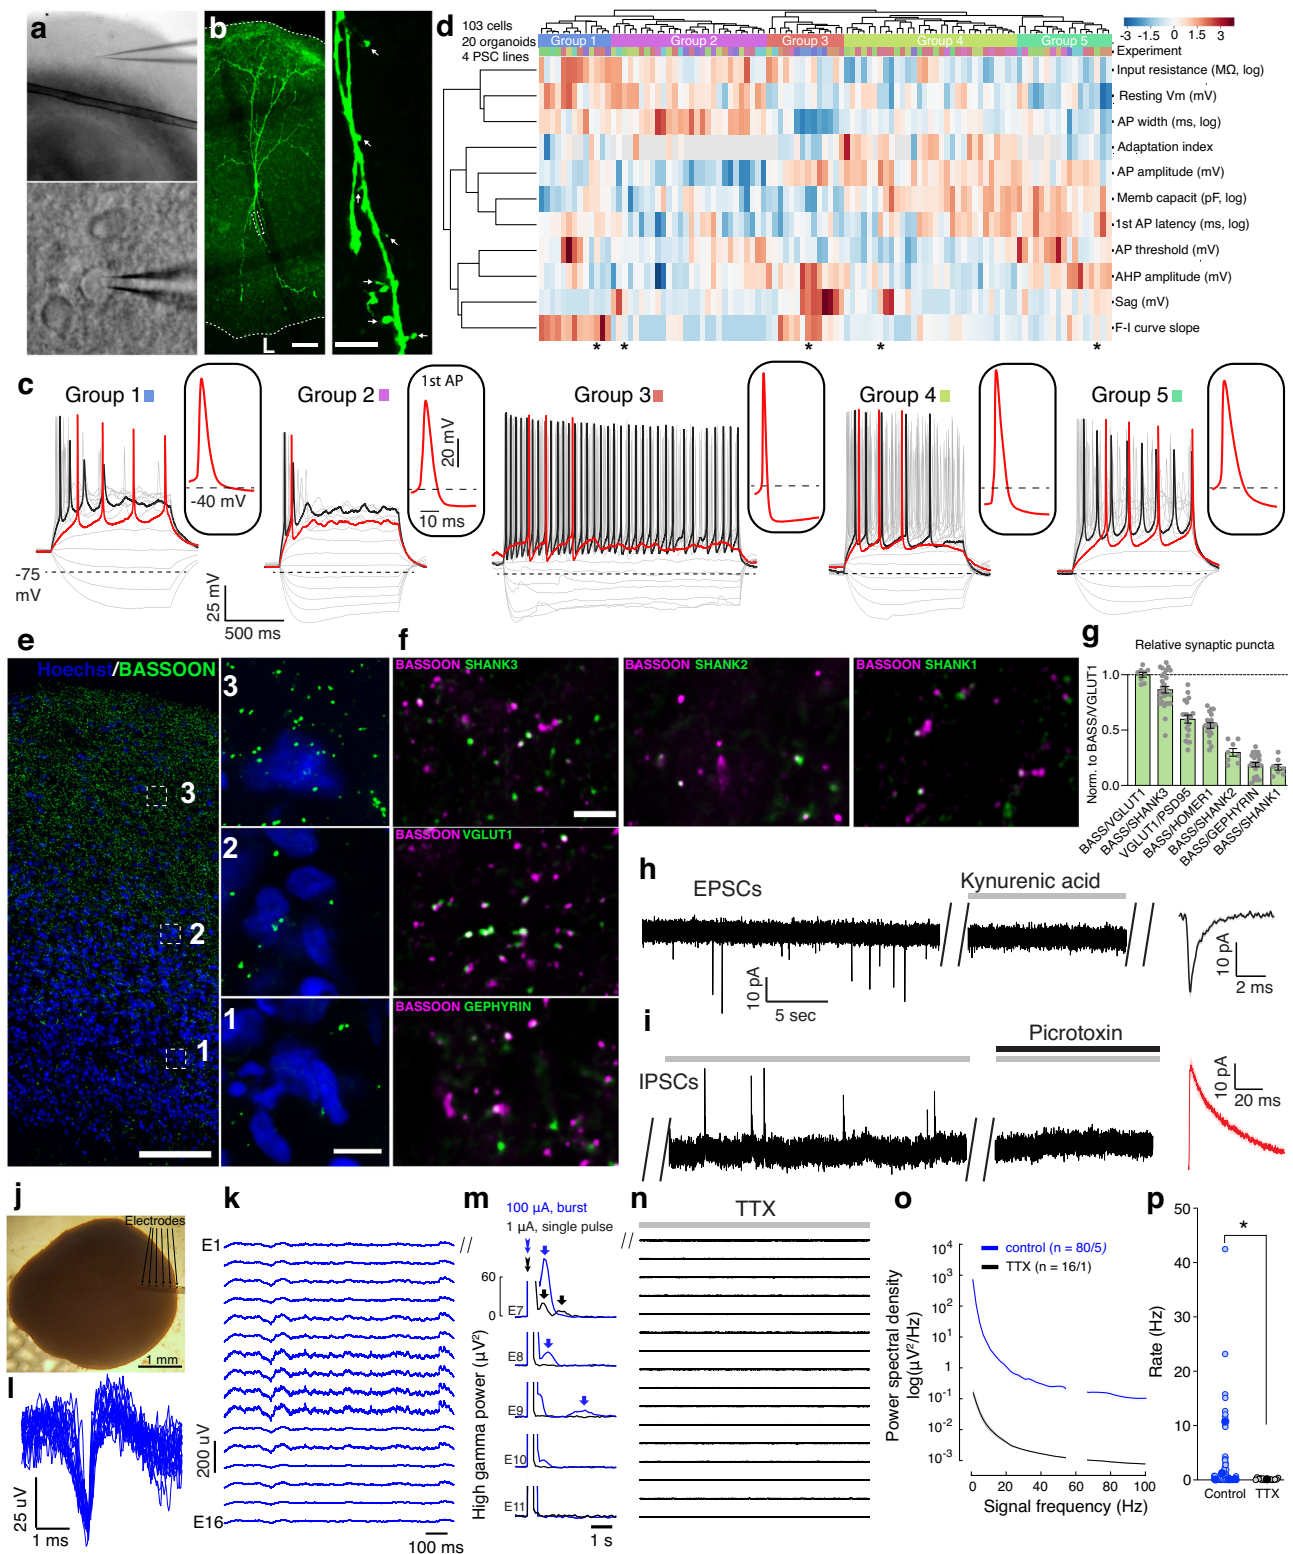 a
b
L
d
103 cells
20 organoids
4 PSC lines
Group 1
Group 2
Group 3
Group 4
Group 5
-3 -1.5 1.5 3
Experiment
Input resistance (MΩ, log)
Resting Vm (mV)
AP width (ms, log)
Adaptation index
AP amplitude (mV)
Memb capacit (pF, log)
1st AP latency (ms, log)
AP threshold (mV)
AHP amplitude (mV)
Sag (mV)
F-I curve slope
* * * * *
c
Group 1
-40 mV
Group 2
1st AP
20 mV
10 ms
Group 3
Group 4
Group 5
-75
mV
25 mV
500 ms
e
Hoechst/BASSOON
3
2
1
3
2
1
f
BASSOON SHANK3
BASSOON SHANK2
BASSOON SHANK1
BASSOON VGLUT1
BASSOON GEPHYRIN
g
Relative synaptic puncta
Norm. to BASS/VGLUT1
1.0
0.5
0.0
BASS/VGLUT1
BASS/SHANK3
VGLUT1/PSD95
BASS/HOMER1
BASS/SHANK2
BASS/GEPHYRIN
BASS/SHANK1
h
EPSCs
Kynurenic acid
10 pA
5 sec
10 pA
2 ms
i
Picrotoxin
IPSCs
10 pA
20 ms
j
Electrodes
1 mm
k
E1
E16
200 uV
100 ms
l
25 uV
1 ms
m
100 µA, burst
1 µA, single pulse
High gamma power (µV²)
60
0
E7
E8
E9
E10
E11
1 s
n
TTX
o
control (n = 80/5)
TTX (n = 16/1)
Power spectral density
log(µV²/Hz)
10⁴
10³
10²
10¹
1
10⁻¹
10⁻²
10⁻³
0 20 40 60 80 100
Signal frequency (Hz)
p
Rate (Hz)
50
40
30
20
10
0
*
Control TTX